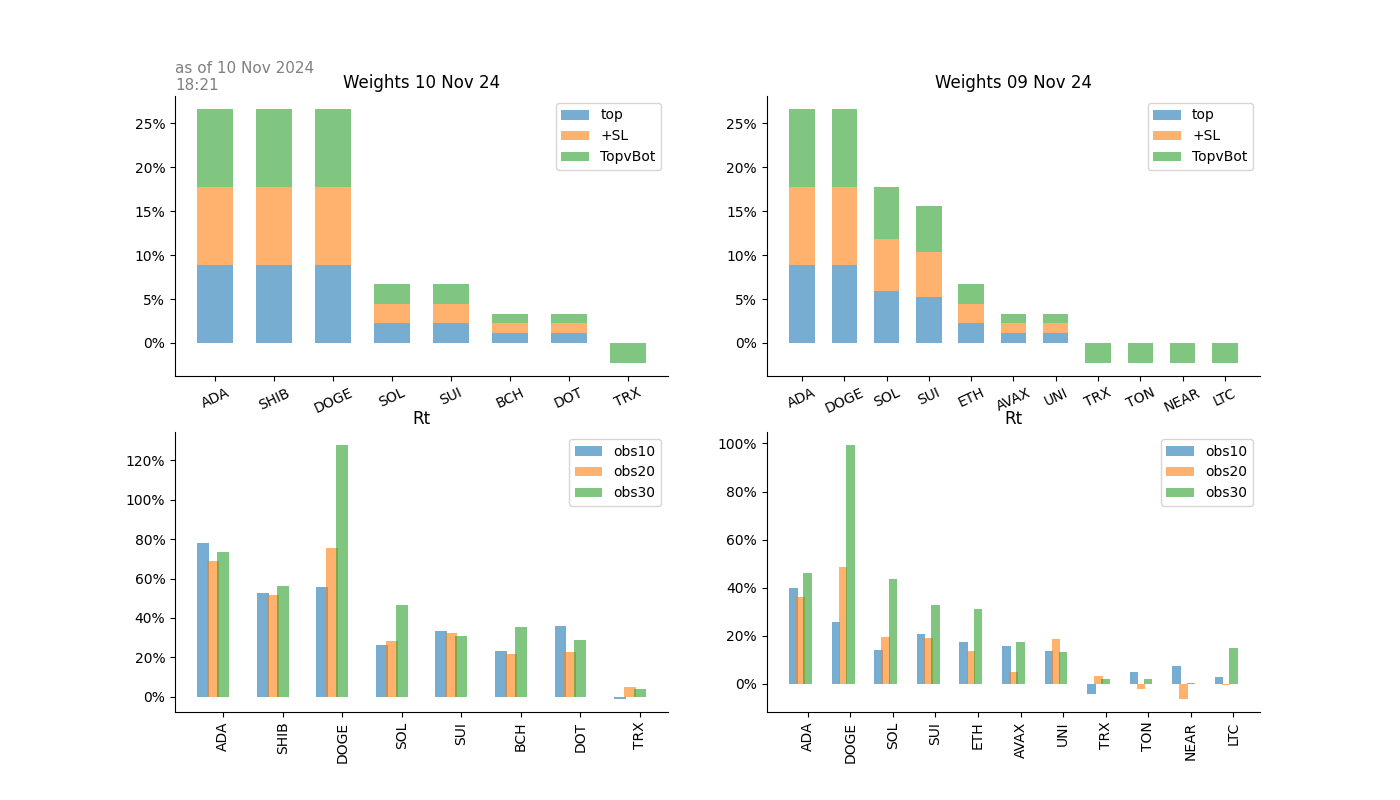 as of 10 Nov 2024
18:21
Weights 10 Nov 24
25%
20%
15%
10%
5%
0%
top
+SL
TopvBot
ADA
SHIB
DOGE
SOL
SUI
BCH
DOT
TRX
Weights 09 Nov 24
25%
20%
15%
10%
5%
0%
top
+SL
TopvBot
ADA
DOGE
SOL
SUI
ETH
AVAX
UNI
TRX
TON
NEAR
LTC
Rt
120%
100%
80%
60%
40%
20%
0%
obs10
obs20
obs30
ADA
SHIB
DOGE
SOL
SUI
BCH
DOT
TRX
Rt
100%
80%
60%
40%
20%
0%
obs10
obs20
obs30
ADA
DOGE
SOL
SUI
ETH
AVAX
UNI
TRX
TON
NEAR
LTC